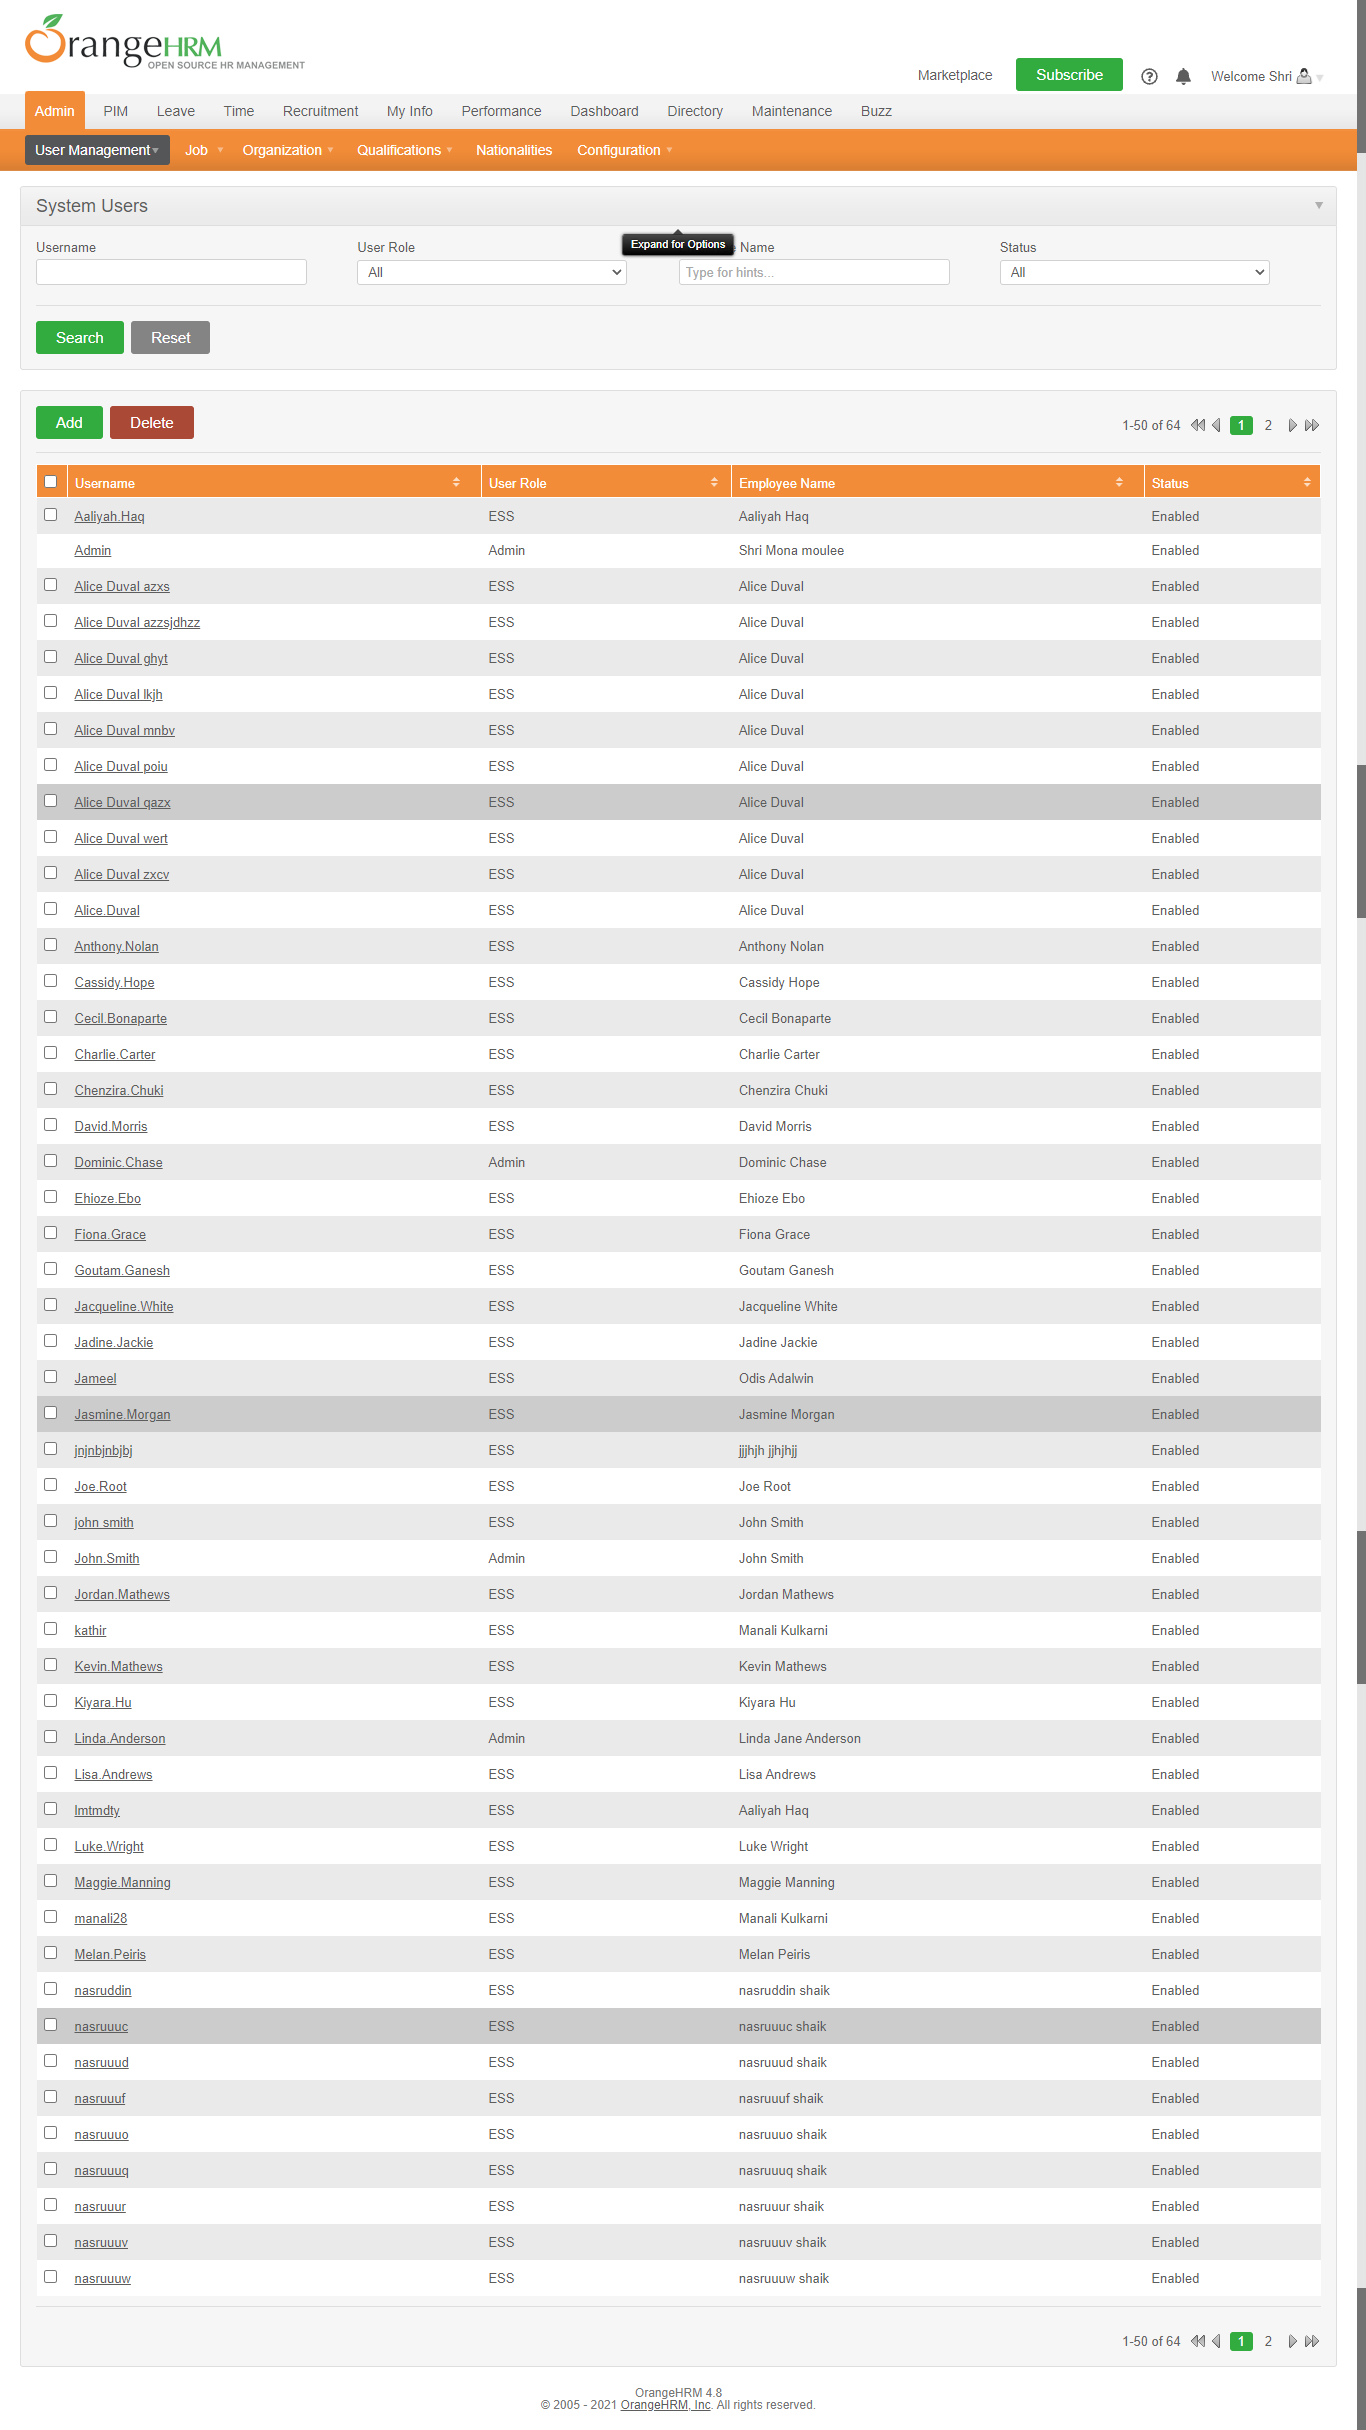 OrangeHRM
OPEN SOURCE HR MANAGEMENT
Marketplace Subscribe Welcome Shri
Admin PIM Leave Time Recruitment My Info Performance Dashboard Directory Maintenance Buzz
User Management Job Organization Qualifications Nationalities Configuration
System Users
Expand for Options
Username User Role Name Status
All Type for hints... All
Search Reset
Add Delete 1-50 of 64 1 2
Username User Role Employee Name Status
Aaliyah.Haq ESS Aaliyah Haq Enabled
Admin Admin Shri Mona moulee Enabled
Alice Duval azxs ESS Alice Duval Enabled
Alice Duval azzsjdhzz ESS Alice Duval Enabled
Alice Duval ghyt ESS Alice Duval Enabled
Alice Duval lkjh ESS Alice Duval Enabled
Alice Duval mnbv ESS Alice Duval Enabled
Alice Duval poiu ESS Alice Duval Enabled
Alice Duval qazx ESS Alice Duval Enabled
Alice Duval wert ESS Alice Duval Enabled
Alice Duval zxcv ESS Alice Duval Enabled
Alice.Duval ESS Alice Duval Enabled
Anthony.Nolan ESS Anthony Nolan Enabled
Cassidy.Hope ESS Cassidy Hope Enabled
Cecil.Bonaparte ESS Cecil Bonaparte Enabled
Charlie.Carter ESS Charlie Carter Enabled
Chenzira.Chuki ESS Chenzira Chuki Enabled
David.Morris ESS David Morris Enabled
Dominic.Chase Admin Dominic Chase Enabled
Ehioze.Ebo ESS Ehioze Ebo Enabled
Fiona.Grace ESS Fiona Grace Enabled
Goutam.Ganesh ESS Goutam Ganesh Enabled
Jacqueline.White ESS Jacqueline White Enabled
Jadine.Jackie ESS Jadine Jackie Enabled
Jameel ESS Odis Adalwin Enabled
Jasmine.Morgan ESS Jasmine Morgan Enabled
jnjnbjnbjbj ESS jjjhjh jjhjhjj Enabled
Joe.Root ESS Joe Root Enabled
john smith ESS John Smith Enabled
John.Smith Admin John Smith Enabled
Jordan.Mathews ESS Jordan Mathews Enabled
kathir ESS Manali Kulkarni Enabled
Kevin.Mathews ESS Kevin Mathews Enabled
Kiyara.Hu ESS Kiyara Hu Enabled
Linda.Anderson Admin Linda Jane Anderson Enabled
Lisa.Andrews ESS Lisa Andrews Enabled
lmtmdty ESS Aaliyah Haq Enabled
Luke.Wright ESS Luke Wright Enabled
Maggie.Manning ESS Maggie Manning Enabled
manali28 ESS Manali Kulkarni Enabled
Melan.Peiris ESS Melan Peiris Enabled
nasruddin ESS nasruddin shaik Enabled
nasruuuc ESS nasruuuc shaik Enabled
nasruuud ESS nasruuud shaik Enabled
nasruuuf ESS nasruuuf shaik Enabled
nasruuuo ESS nasruuuo shaik Enabled
nasruuuq ESS nasruuuq shaik Enabled
nasruuur ESS nasruuur shaik Enabled
nasruuuv ESS nasruuuv shaik Enabled
nasruuuw ESS nasruuuw shaik Enabled
1-50 of 64 1 2
OrangeHRM 4.8
© 2005 - 2021 OrangeHRM, Inc. All rights reserved.